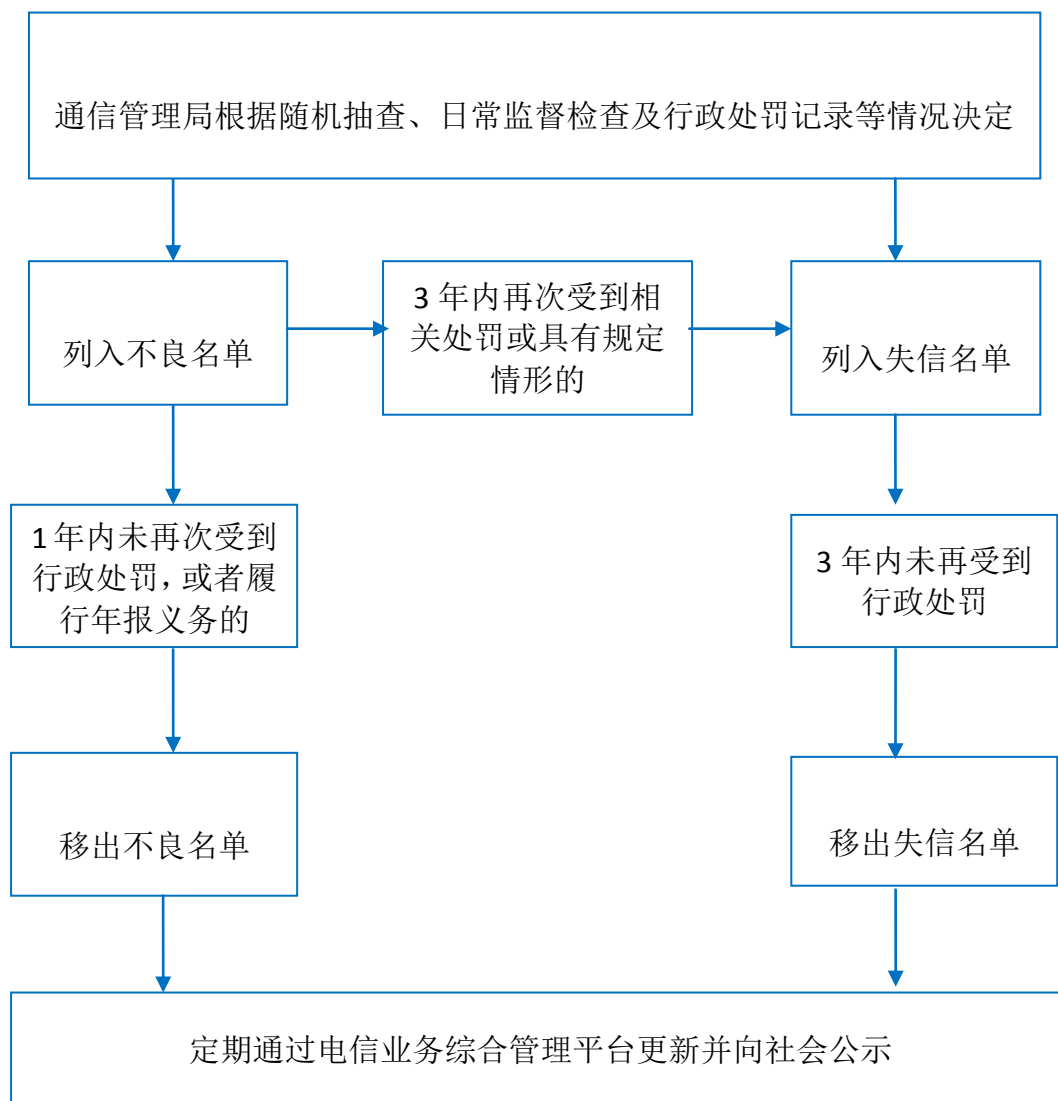 通信管理局根据随机抽查、日常监督检查及行政处罚记录等情况决定
列入不良名单
3 年内再次受到相
关处罚或具有规定
情形的
列入失信名单
1 年内未再次受到
行政处罚，或者履
行年报义务的
3 年内未再受到
行政处罚
移出不良名单
移出失信名单
定期通过电信业务综合管理平台更新并向社会公示